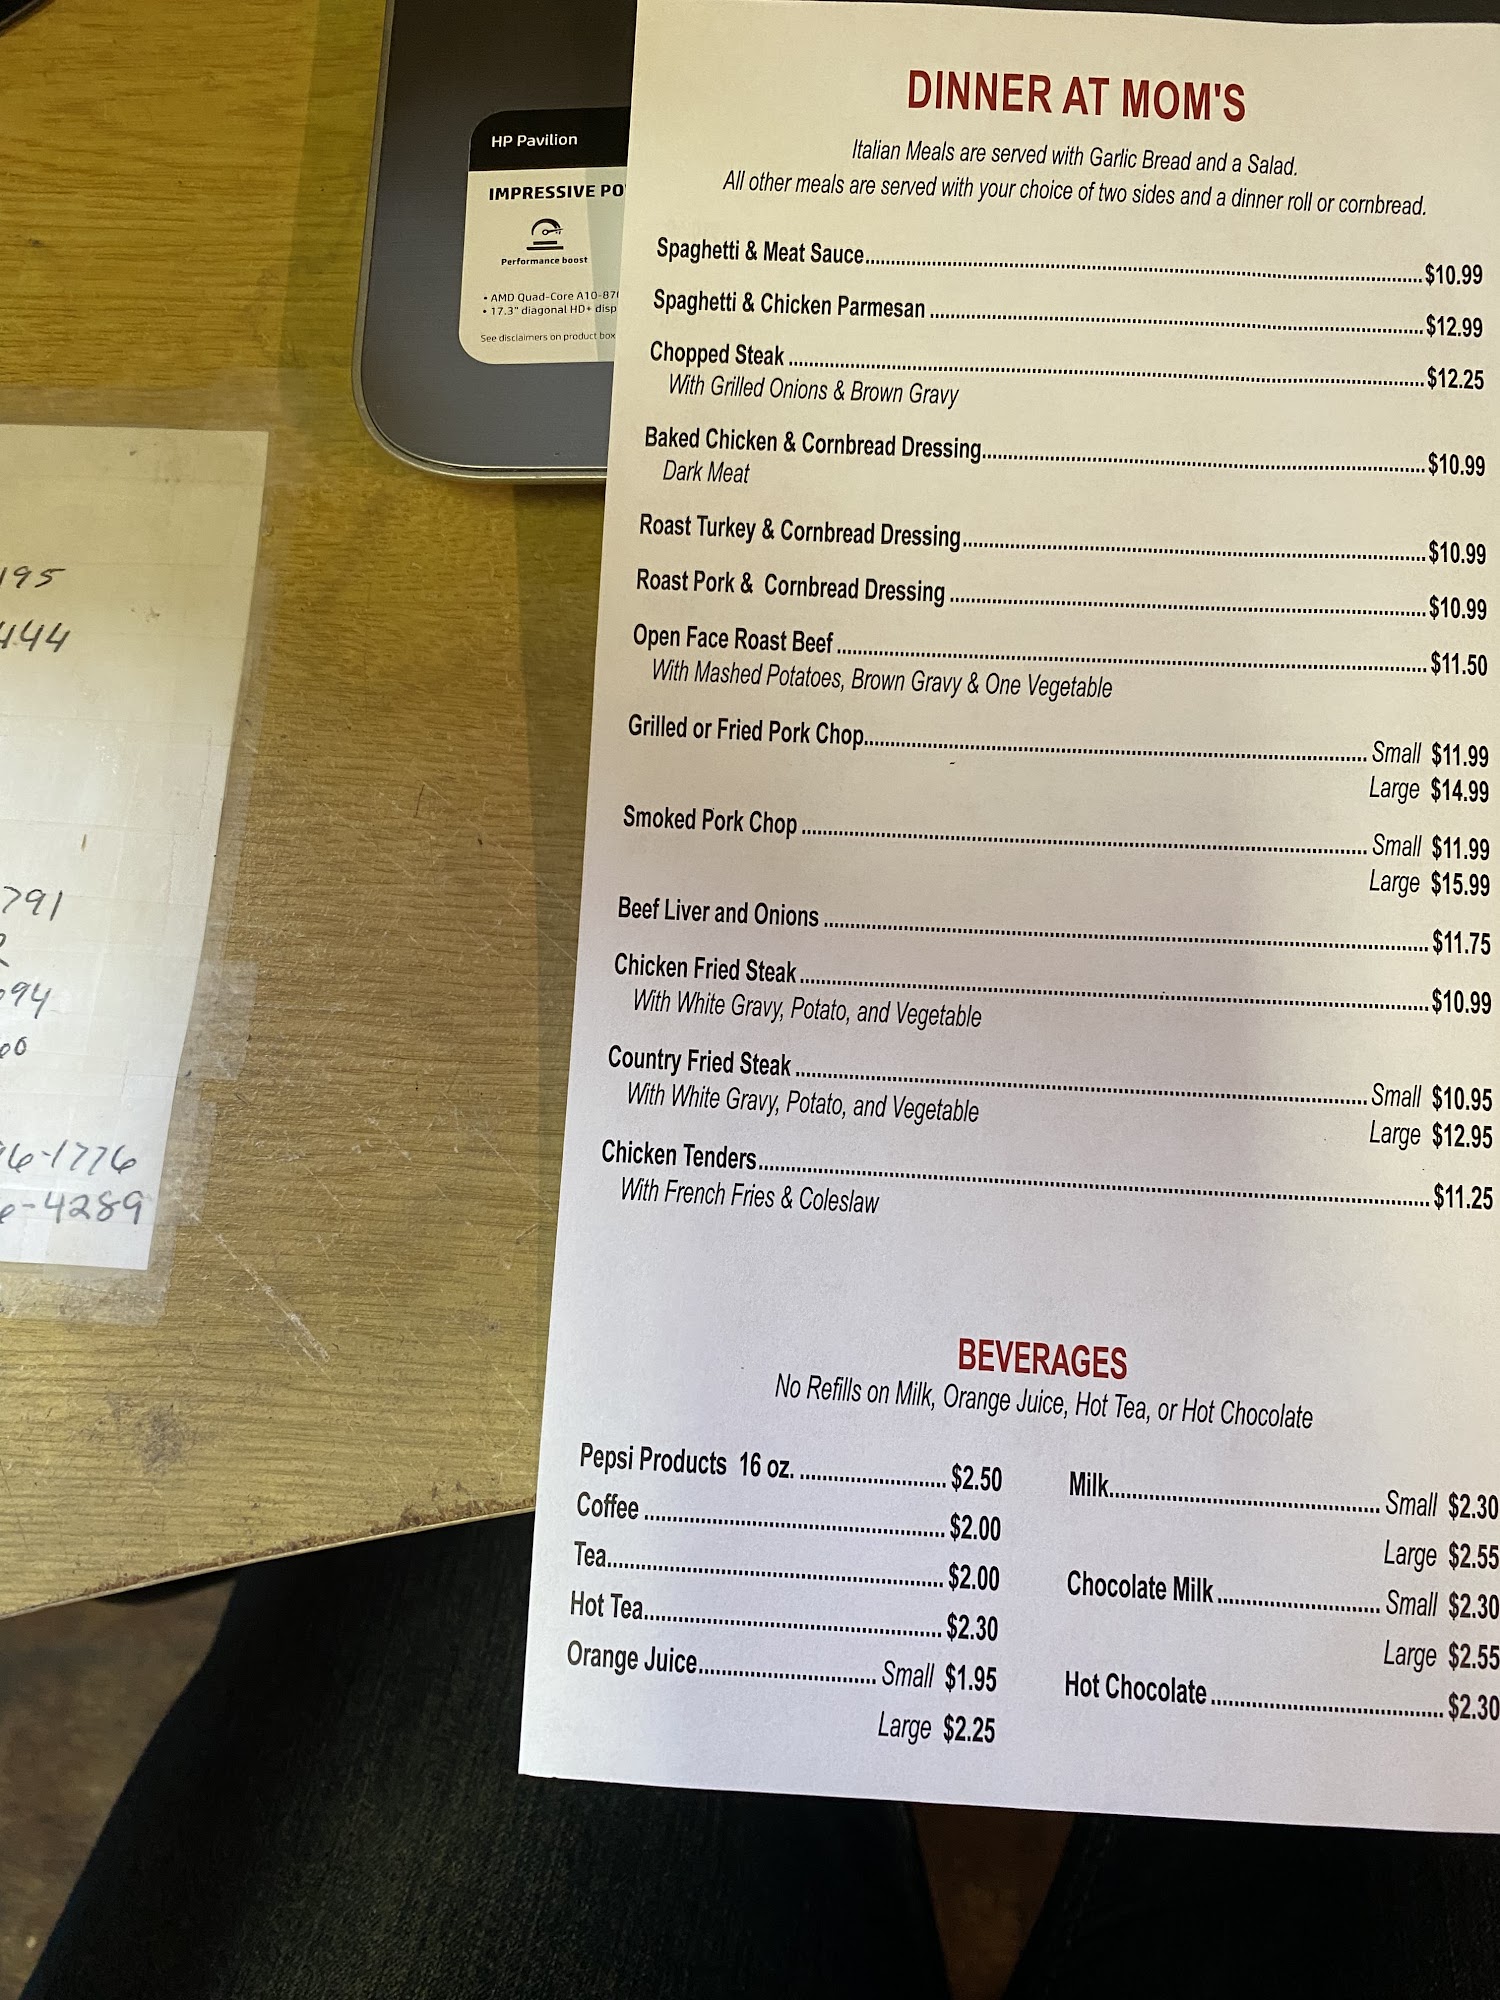 HP Pavilion
IMPRESSIVE
Performance boost
• AMD Quad-Core
• 17.3" diagonal HD+
See disclaimers on product box
195
444
791
94
60
6-1776
-4289
DINNER AT MOM'S
Italian Meals are served with Garlic Bread and a Salad.
All other meals are served with your choice of two sides and a dinner roll or cornbread.
Spaghetti & Meat Sauce $10.99
Spaghetti & Chicken Parmesan $12.99
Chopped Steak $12.25
With Grilled Onions & Brown Gravy
Baked Chicken & Cornbread Dressing $10.99
Dark Meat
Roast Turkey & Cornbread Dressing $10.99
Roast Pork & Cornbread Dressing $10.99
Open Face Roast Beef $11.50
With Mashed Potatoes, Brown Gravy & One Vegetable
Grilled or Fried Pork Chop Small $11.99
Large $14.99
Smoked Pork Chop Small $11.99
Large $15.99
Beef Liver and Onions $11.75
Chicken Fried Steak $10.99
With White Gravy, Potato, and Vegetable
Country Fried Steak Small $10.95
With White Gravy, Potato, and Vegetable
Large $12.95
Chicken Tenders $11.25
With French Fries & Coleslaw
BEVERAGES
No Refills on Milk, Orange Juice, Hot Tea, or Hot Chocolate
Pepsi Products 16 oz. $2.50
Coffee $2.00
Tea $2.00
Hot Tea $2.30
Orange Juice Small $1.95
Large $2.25
Milk Small $2.30
Large $2.55
Chocolate Milk Small $2.30
Large $2.55
Hot Chocolate $2.30